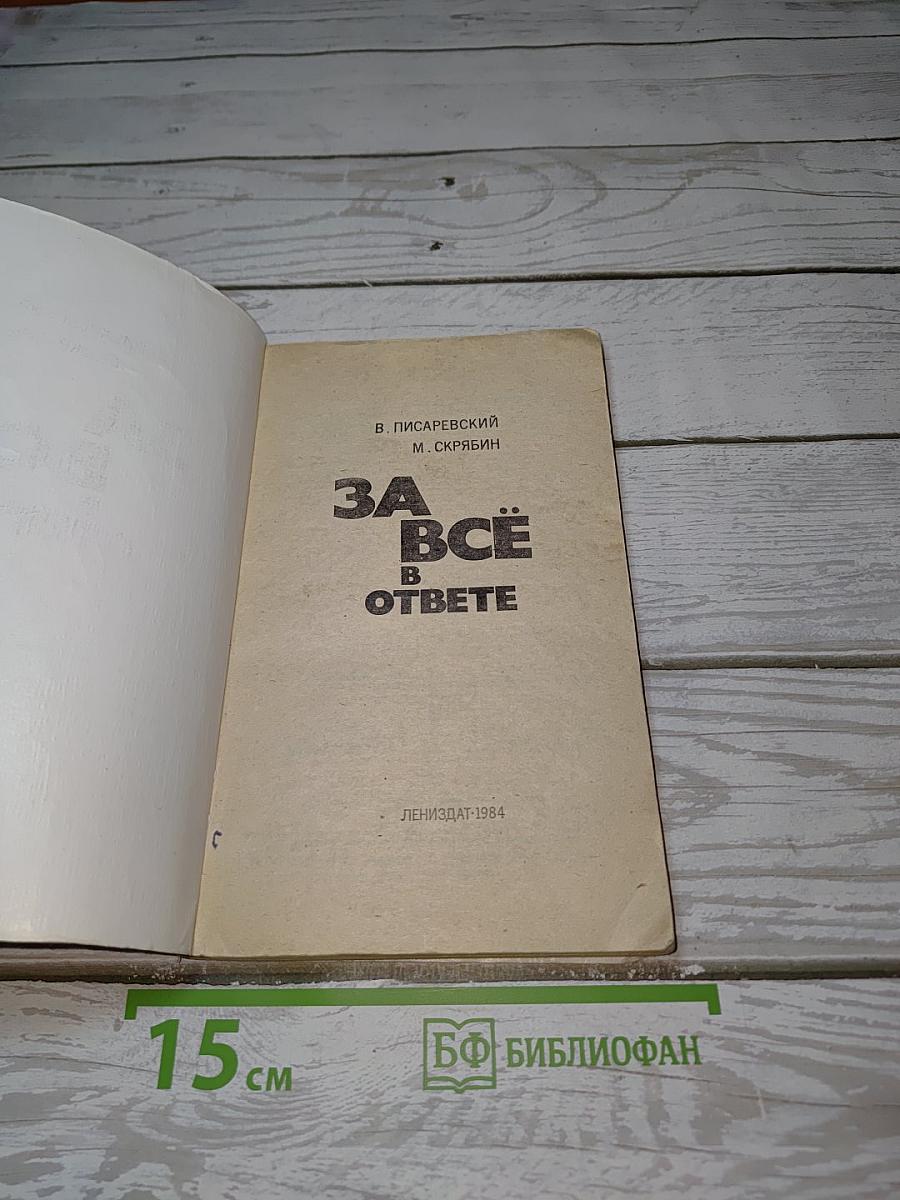 В. ПИСАРЕВСКИЙ
М. СКРЯБИН
ЗА
ВСЁ
В
ОТВЕТЕ
ЛЕНИЗДАТ·1984
15 см
БФ БИБЛИОФАН